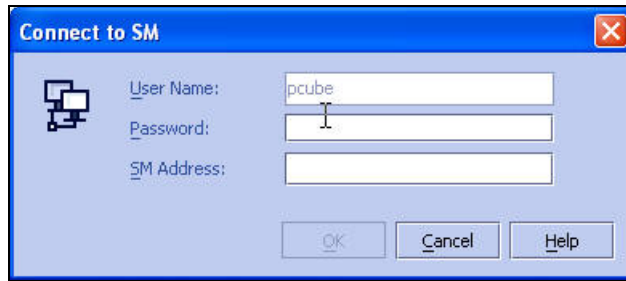 Connect to SM
User Name:
pcube
Password:
SM Address:
OK
Cancel
Help